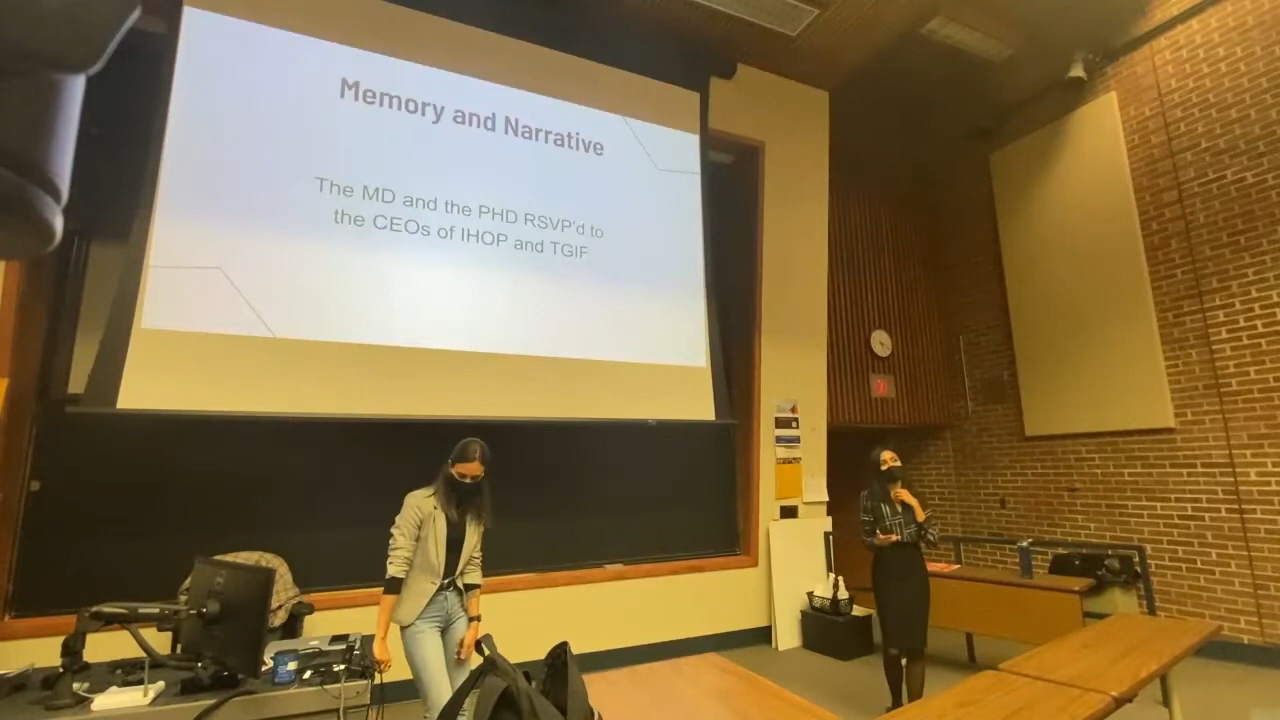 Memory and Narrative
The MD and the PHD RSVP'd to
the CEOs of IHOP and TGIF